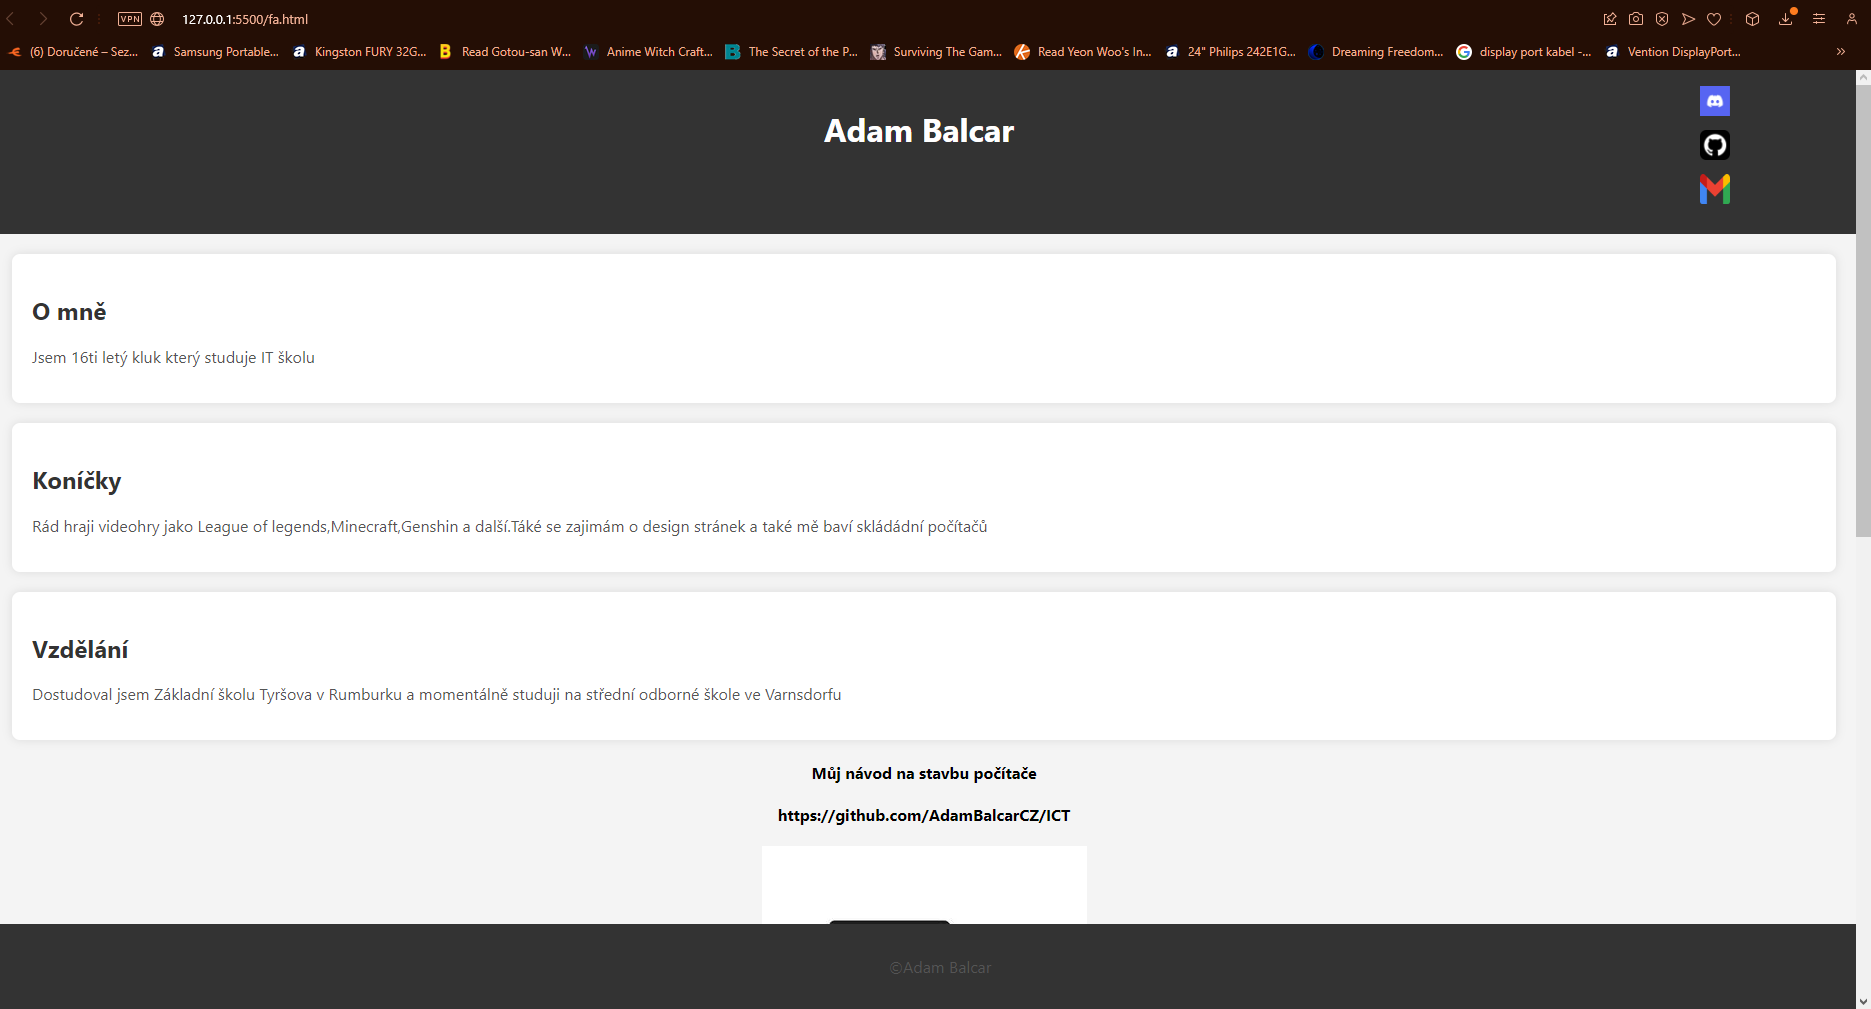 VPN 127.0.0.1:5500/fa.html
(6) Doručené – Sez... Samsung Portable... Kingston FURY 32G... Read Gotou-san W... Anime Witch Craft... The Secret of the P... Surviving The Gam... Read Yeon Woo's In... 24" Philips 242E1G... Dreaming Freedom... display port kabel -... Vention DisplayPort... »
Adam Balcar
O mně
Jsem 16ti letý kluk který studuje IT školu
Koníčky
Rád hraji videohry jako League of legends,Minecraft,Genshin a další.Táké se zajimám o design stránek a také mě baví skládádní počítačů
Vzdělání
Dostudoval jsem Základní školu Tyršova v Rumburku a momentálně studuji na střední odborné škole ve Varnsdorfu
Můj návod na stavbu počítače
https://github.com/AdamBalcarCZ/ICT
©Adam Balcar